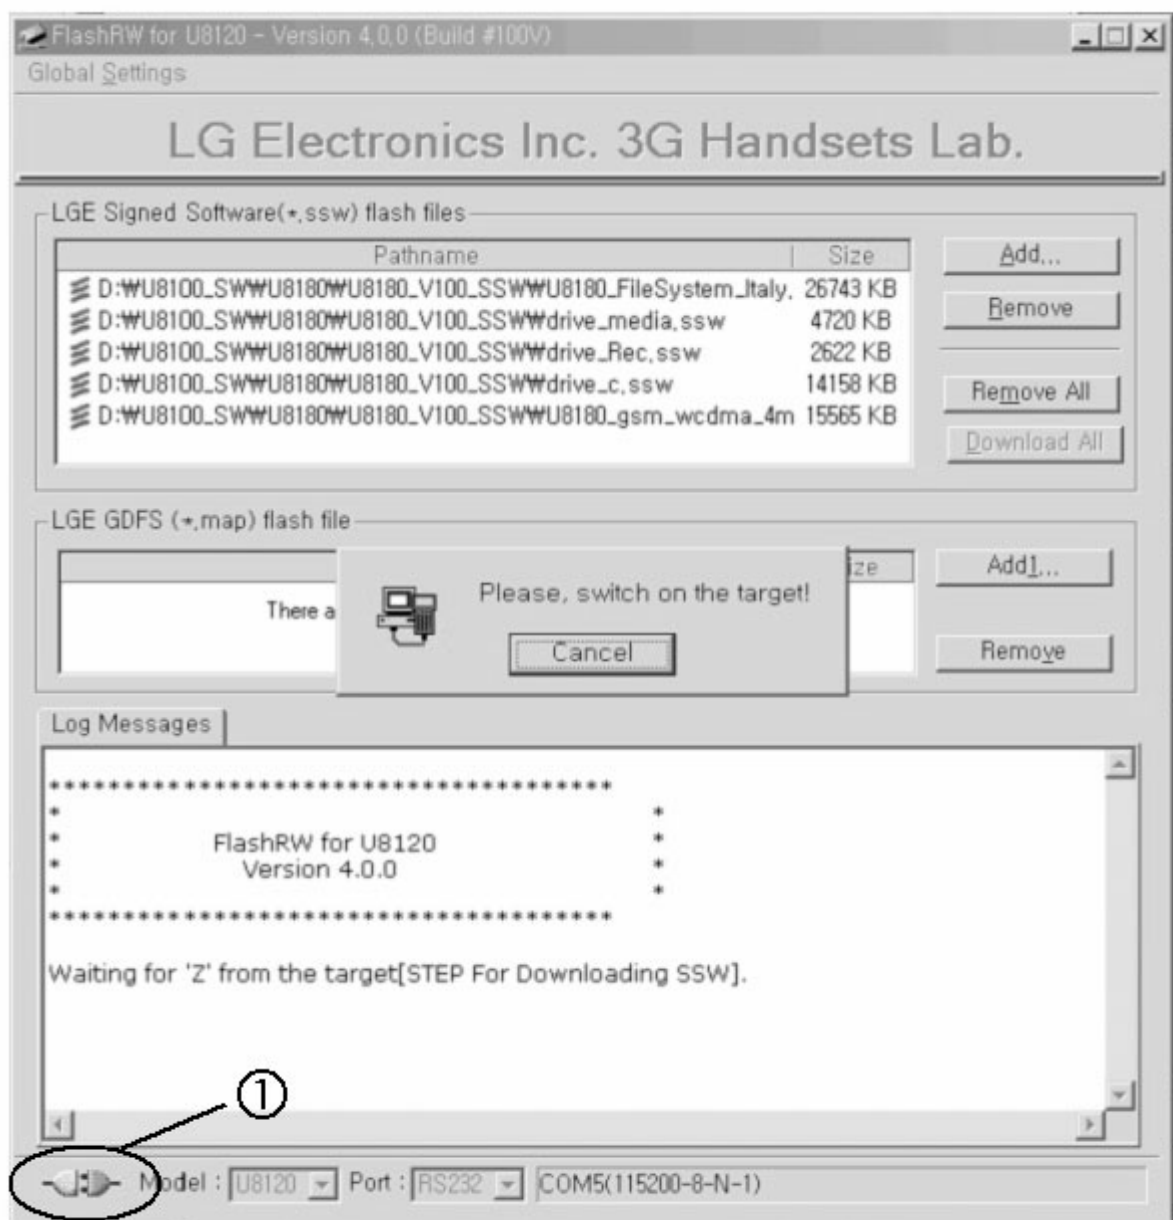 FlashRW for U8120 - Version 4,0,0 (Build #100V)
Global Settings
LG Electronics Inc. 3G Handsets Lab.
LGE Signed Software(*,ssw) flash files
Pathname Size
D:₩U8100_SW₩U8180₩U8180_V100_SSW₩U8180_FileSystem_Italy, 26743 KB
D:₩U8100_SW₩U8180₩U8180_V100_SSW₩drive_media,ssw 4720 KB
D:₩U8100_SW₩U8180₩U8180_V100_SSW₩drive_Rec,ssw 2622 KB
D:₩U8100_SW₩U8180₩U8180_V100_SSW₩drive_c,ssw 14158 KB
D:₩U8100_SW₩U8180₩U8180_V100_SSW₩U8180_gsm_wcdma_4m 15565 KB
Add,,,
Remove
Remove All
Download All
LGE GDFS (*,map) flash file
ize
There a
Add1...
Remove
Please, switch on the target!
Cancel
Log Messages
****************************************
* *
* FlashRW for U8120 *
* Version 4.0.0 *
* *
****************************************
Waiting for 'Z' from the target[STEP For Downloading SSW].
①
Model : U8120 Port : RS232 COM5(115200-8-N-1)